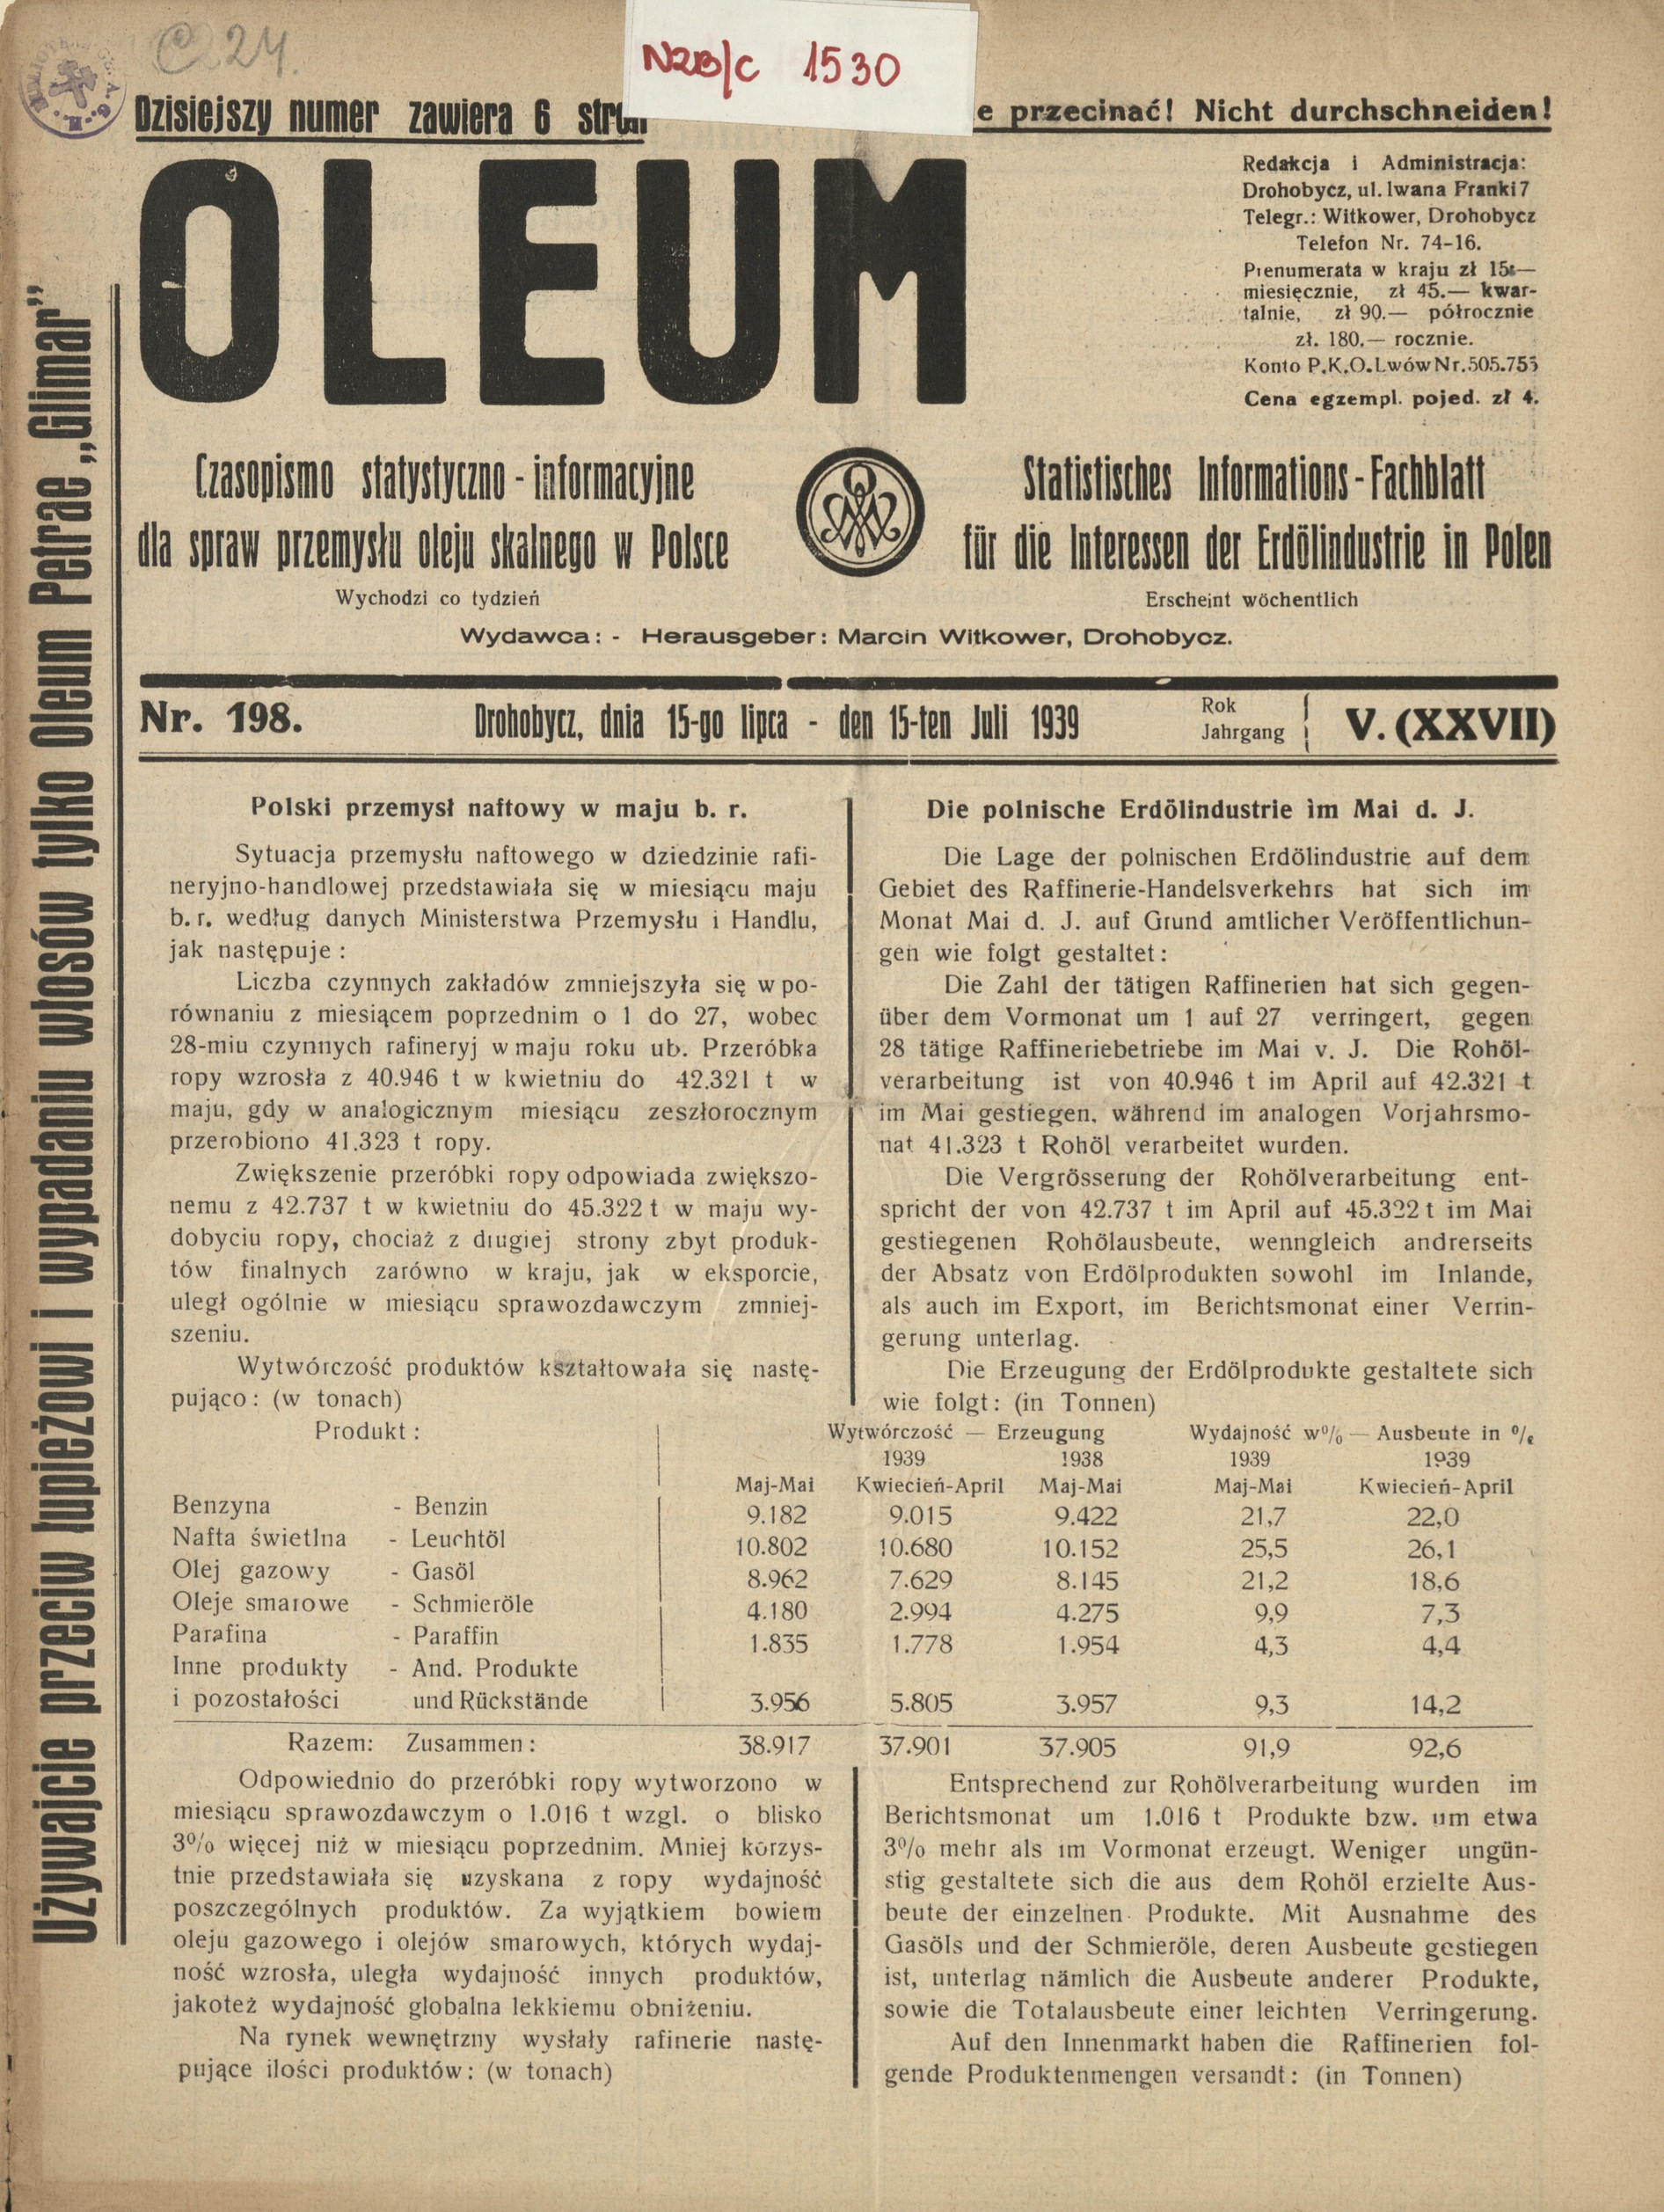 C 24.
N2B/C 1530
Dzisiejszy numer zawiera 6 stron
e przecinać! Nicht durchschneiden!
OLEUM
Redakcja i Administracja:
Drohobycz, ul. Iwana Franki 7
Telegr.: Witkower, Drohobycz
Telefon Nr. 74-16.
Prenumerata w kraju zł 15.—
miesięcznie, zł 45.— kwar-
talnie, zł 90.— półrocznie
zł. 180.— rocznie.
Konto P.K.O. Lwów Nr. 505.753
Cena egzempl. pojed. zł 4.
Używajcie przeciw łupieżowi i wypadaniu włosów tylko Oleum Petrae „Glimar"
Czasopismo statystyczno - informacyjne
dla spraw przemysłu oleju skalnego w Polsce
Wychodzi co tydzień
Statistisches Informations - Fachblatt
für die Interessen der Erdölindustrie in Polen
Erscheint wöchentlich
Wydawca: - Herausgeber: Marcin Witkower, Drohobycz.
Nr. 198. Drohobycz, dnia 15-go lipca - den 15-ten Juli 1939 Rok Jahrgang V. (XXVII)
Polski przemysł naftowy w maju b. r.
Sytuacja przemysłu naftowego w dziedzinie rafi-
neryjno-handlowej przedstawiała się w miesiącu maju
b. r. według danych Ministerstwa Przemysłu i Handlu,
jak następuje :
Liczba czynnych zakładów zmniejszyła się w po-
równaniu z miesiącem poprzednim o 1 do 27, wobec
28-miu czynnych rafineryj w maju roku ub. Przeróbka
ropy wzrosła z 40.946 t w kwietniu do 42.321 t w
maju, gdy w analogicznym miesiącu zeszłorocznym
przerobiono 41.323 t ropy.
Zwiększenie przeróbki ropy odpowiada zwiększo-
nemu z 42.737 t w kwietniu do 45.322 t w maju wy-
dobyciu ropy, chociaż z drugiej strony zbyt produk-
tów finalnych zarówno w kraju, jak w eksporcie,
uległ ogólnie w miesiącu sprawozdawczym zmniej-
szeniu.
Wytwórczość produktów kształtowała się nastę-
pująco : (w tonach)
Die polnische Erdölindustrie im Mai d. J.
Die Lage der polnischen Erdölindustrie auf dem
Gebiet des Raffinerie-Handelsverkehrs hat sich im
Monat Mai d. J. auf Grund amtlicher Veröffentlichun-
gen wie folgt gestaltet :
Die Zahl der tätigen Raffinerien hat sich gegen-
über dem Vormonat um 1 auf 27 verringert, gegen
28 tätige Raffineriebetriebe im Mai v. J. Die Rohöl-
verarbeitung ist von 40.946 t im April auf 42.321 t
im Mai gestiegen, während im analogen Vorjahrsmo-
nat 41.323 t Rohöl verarbeitet wurden.
Die Vergrösserung der Rohölverarbeitung ent-
spricht der von 42.737 t im April auf 45.322 t im Mai
gestiegenen Rohölausbeute, wenngleich andrerseits
der Absatz von Erdölprodukten sowohl im Inlande,
als auch im Export, im Berichtsmonat einer Verrin-
gerung unterlag.
Die Erzeugung der Erdölprodukte gestaltete sich
wie folgt : (in Tonnen)
Produkt : Wytwórczość — Erzeugung Wydajność w % — Ausbeute in %
1939 1938 1939 1939
Maj-Mai Kwiecień-April Maj-Mai Maj-Mai Kwiecień-April
Benzyna - Benzin 9.182 9.015 9.422 21,7 22,0
Nafta świetlna - Leuchtöl 10.802 10.680 10.152 25,5 26,1
Olej gazowy - Gasöl 8.962 7.629 8.145 21,2 18,6
Oleje smarowe - Schmieröle 4.180 2.994 4.275 9,9 7,3
Parafina - Paraffin 1.835 1.778 1.954 4,3 4,4
Inne produkty - And. Produkte
i pozostałości und Rückstände 3.956 5.805 3.957 9,3 14,2
Razem: Zusammen : 38.917 37.901 37.905 91,9 92,6
Odpowiednio do przeróbki ropy wytworzono w
miesiącu sprawozdawczym o 1.016 t wzgl. o blisko
3% więcej niż w miesiącu poprzednim. Mniej korzys-
tnie przedstawiała się uzyskana z ropy wydajność
poszczególnych produktów. Za wyjątkiem bowiem
oleju gazowego i olejów smarowych, których wydaj-
ność wzrosła, uległa wydajność innych produktów,
jakoteż wydajność globalna lekkiemu obniżeniu.
Na rynek wewnętrzny wysłały rafinerie nastę-
pujące ilości produktów : (w tonach)
Entsprechend zur Rohölverarbeitung wurden im
Berichtsmonat um 1.016 t Produkte bzw. um etwa
3% mehr als im Vormonat erzeugt. Weniger ungün-
stig gestaltete sich die aus dem Rohöl erzielte Aus-
beute der einzelnen Produkte. Mit Ausnahme des
Gasöls und der Schmieröle, deren Ausbeute gestiegen
ist, unterlag nämlich die Ausbeute anderer Produkte,
sowie die Totalausbeute einer leichten Verringerung.
Auf den Innenmarkt haben die Raffinerien fol-
gende Produktenmengen versandt : (in Tonnen)